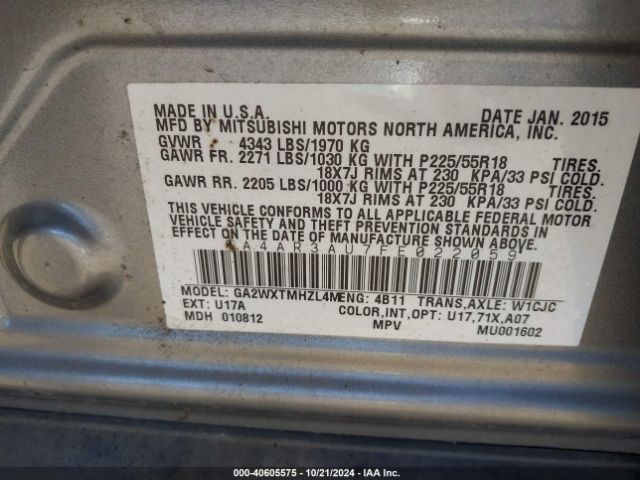 MADE IN U.S.A. DATE JAN. 2015
MFD BY MITSUBISHI MOTORS NORTH AMERICA, INC.
GVWR 4343 LBS/1970 KG
GAWR FR. 2271 LBS/1030 KG WITH P225/55R18 TIRES,
18X7J RIMS AT 230 KPA/33 PSI COLD.
GAWR RR. 2205 LBS/1000 KG WITH P225/55R18 TIRES,
18X7J RIMS AT 230 KPA/33 PSI COLD.
THIS VEHICLE CONFORMS TO ALL APPLICABLE FEDERAL MOTOR
VEHICLE SAFETY AND THEFT PREVENTION STANDARDS IN
EFFECT ON THE DATE OF MANUFACTURE SHOWN ABOVE.
4A4AR3AU7FE022059
MODEL: GA2WXTMHZL4M ENG: 4B11 TRANS,AXLE: W1CJC
EXT: U17A COLOR,INT,OPT: U17,71X,A07
MDH 010812 MPV MU001602
000-40605575 - 10/21/2024 - IAA Inc.